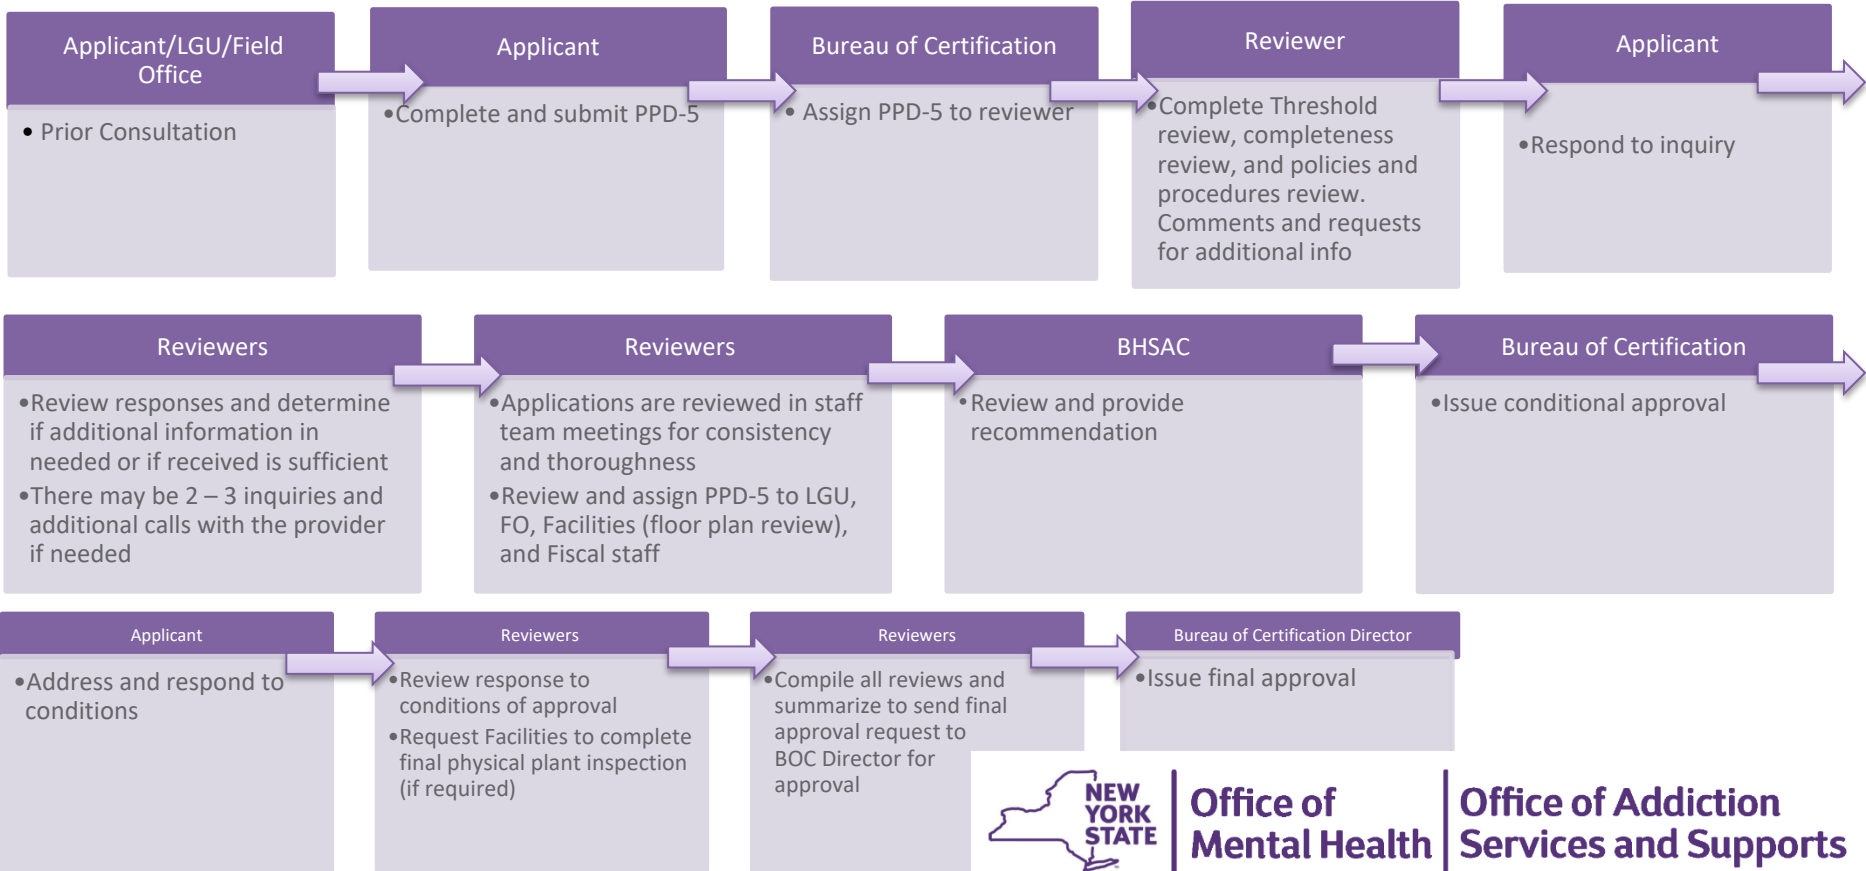 Applicant/LGU/Field
Office
• Prior Consultation
Applicant
•Complete and submit PPD-5
Bureau of Certification
• Assign PPD-5 to reviewer
Reviewer
•Complete Threshold
review, completeness
review, and policies and
procedures review.
Comments and requests
for additional info
Applicant
•Respond to inquiry
Reviewers
•Review responses and determine
if additional information in
needed or if received is sufficient
•There may be 2 – 3 inquiries and
additional calls with the provider
if needed
Reviewers
•Applications are reviewed in staff
team meetings for consistency
and thoroughness
•Review and assign PPD-5 to LGU,
FO, Facilities (floor plan review),
and Fiscal staff
BHSAC
•Review and provide
recommendation
Bureau of Certification
•Issue conditional approval
Applicant
•Address and respond to
conditions
Reviewers
•Review response to
conditions of approval
•Request Facilities to complete
final physical plant inspection
(if required)
Reviewers
•Compile all reviews and
summarize to send final
approval request to
BOC Director for
approval
Bureau of Certification Director
•Issue final approval
NEW
YORK
STATE
Office of
Mental Health
Office of Addiction
Services and Supports